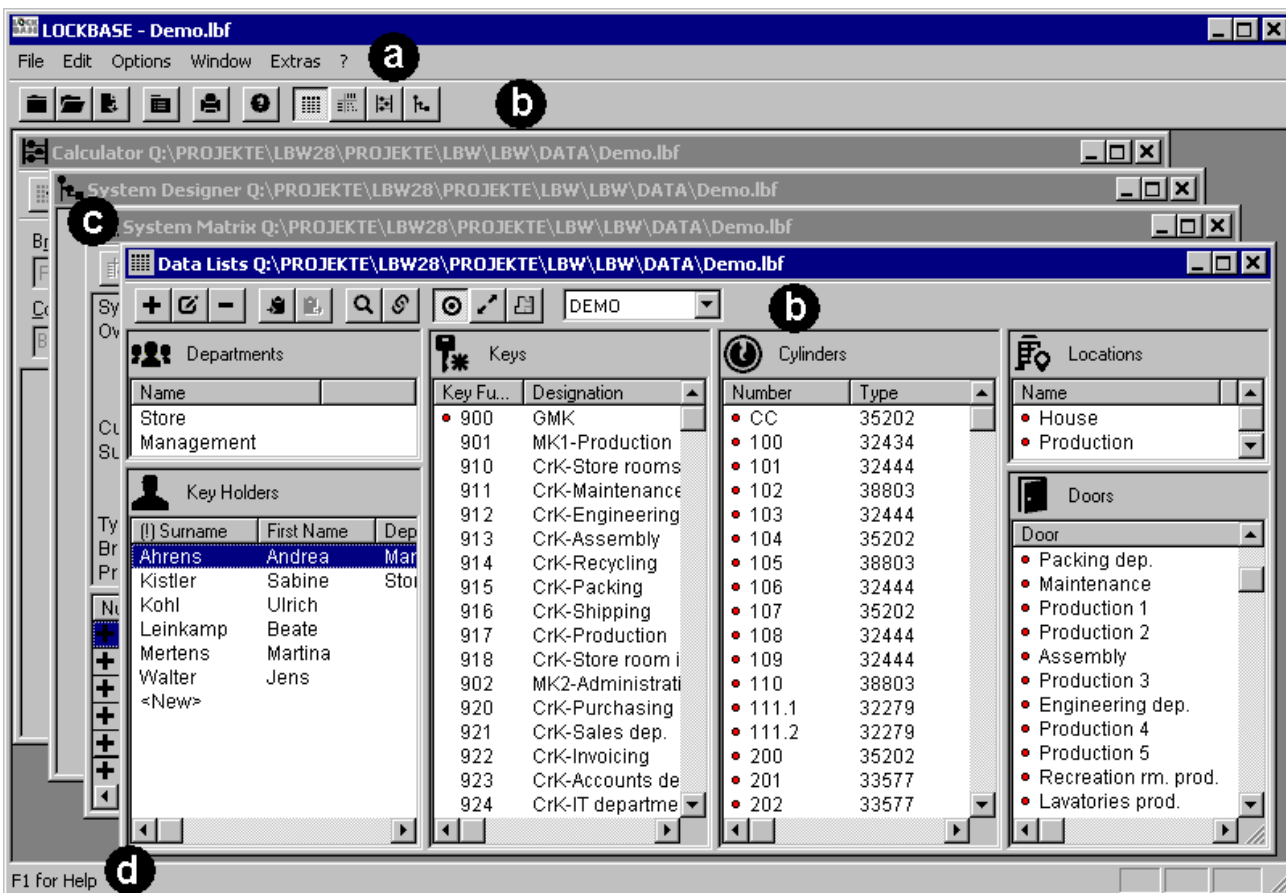 LOCKBASE - Demo.lbf
File Edit Options Window Extras ?
a
b
Calculator Q:\PROJEKTE\LBW28\PROJEKTE\LBW\LBW\DATA\Demo.lbf
System Designer Q:\PROJEKTE\LBW28\PROJEKTE\LBW\LBW\DATA\Demo.lbf
c
System Matrix Q:\PROJEKTE\LBW28\PROJEKTE\LBW\LBW\DATA\Demo.lbf
Data Lists Q:\PROJEKTE\LBW28\PROJEKTE\LBW\LBW\DATA\Demo.lbf
Br
F
Co
B
Sy
Ov
Cu
Su
Ty
Br
Pr
Nu
DEMO
b
Departments
Name
Store
Management
Key Holders
(!) Surname First Name Dep
Ahrens Andrea Mar
Kistler Sabine Stor
Kohl Ulrich
Leinkamp Beate
Mertens Martina
Walter Jens
<New>
Keys
Key Fu... Designation
900 GMK
901 MK1-Production
910 CrK-Store rooms
911 CrK-Maintenance
912 CrK-Engineering
913 CrK-Assembly
914 CrK-Recycling
915 CrK-Packing
916 CrK-Shipping
917 CrK-Production
918 CrK-Store room i
902 MK2-Administrati
920 CrK-Purchasing
921 CrK-Sales dep.
922 CrK-Invoicing
923 CrK-Accounts de
924 CrK-IT departme
Cylinders
Number Type
CC 35202
100 32434
101 32444
102 38803
103 32444
104 35202
105 38803
106 32444
107 35202
108 32444
109 32444
110 38803
111.1 32279
111.2 32279
200 35202
201 33577
202 33577
Locations
Name
House
Production
Doors
Door
Packing dep.
Maintenance
Production 1
Production 2
Assembly
Production 3
Engineering dep.
Production 4
Production 5
Recreation rm. prod.
Lavatories prod.
F1 for Help
d